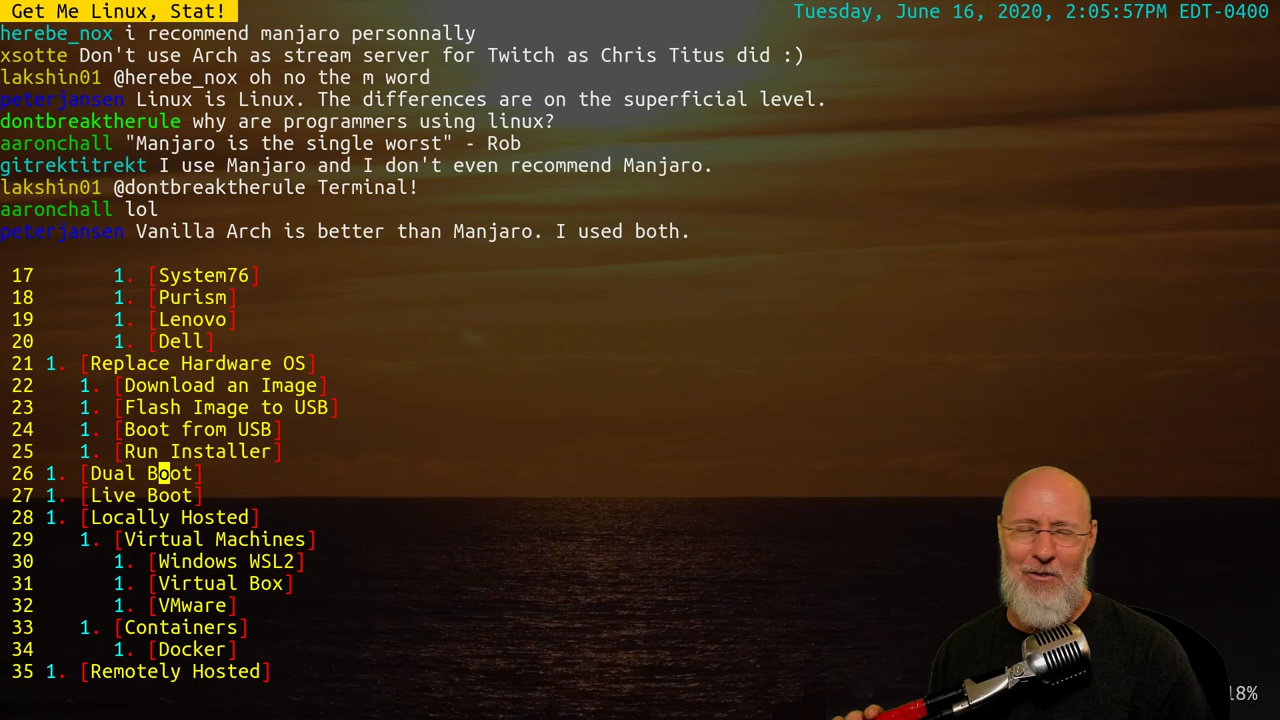 Get Me Linux, Stat!
Tuesday, June 16, 2020, 2:05:57PM EDT-0400
herebe_nox i recommend manjaro personnally
xsotte Don't use Arch as stream server for Twitch as Chris Titus did :)
lakshin01 @herebe_nox oh no the m word
peterjansen Linux is Linux. The differences are on the superficial level.
dontbreaktherule why are programmers using linux?
aaronchall "Manjaro is the single worst" - Rob
gitrektitrekt I use Manjaro and I don't even recommend Manjaro.
lakshin01 @dontbreaktherule Terminal!
aaronchall lol
peterjansen Vanilla Arch is better than Manjaro. I used both.
17 1. [System76]
18 1. [Purism]
19 1. [Lenovo]
20 1. [Dell]
21 1. [Replace Hardware OS]
22 1. [Download an Image]
23 1. [Flash Image to USB]
24 1. [Boot from USB]
25 1. [Run Installer]
26 1. [Dual Boot]
27 1. [Live Boot]
28 1. [Locally Hosted]
29 1. [Virtual Machines]
30 1. [Windows WSL2]
31 1. [Virtual Box]
32 1. [VMware]
33 1. [Containers]
34 1. [Docker]
35 1. [Remotely Hosted]
18%